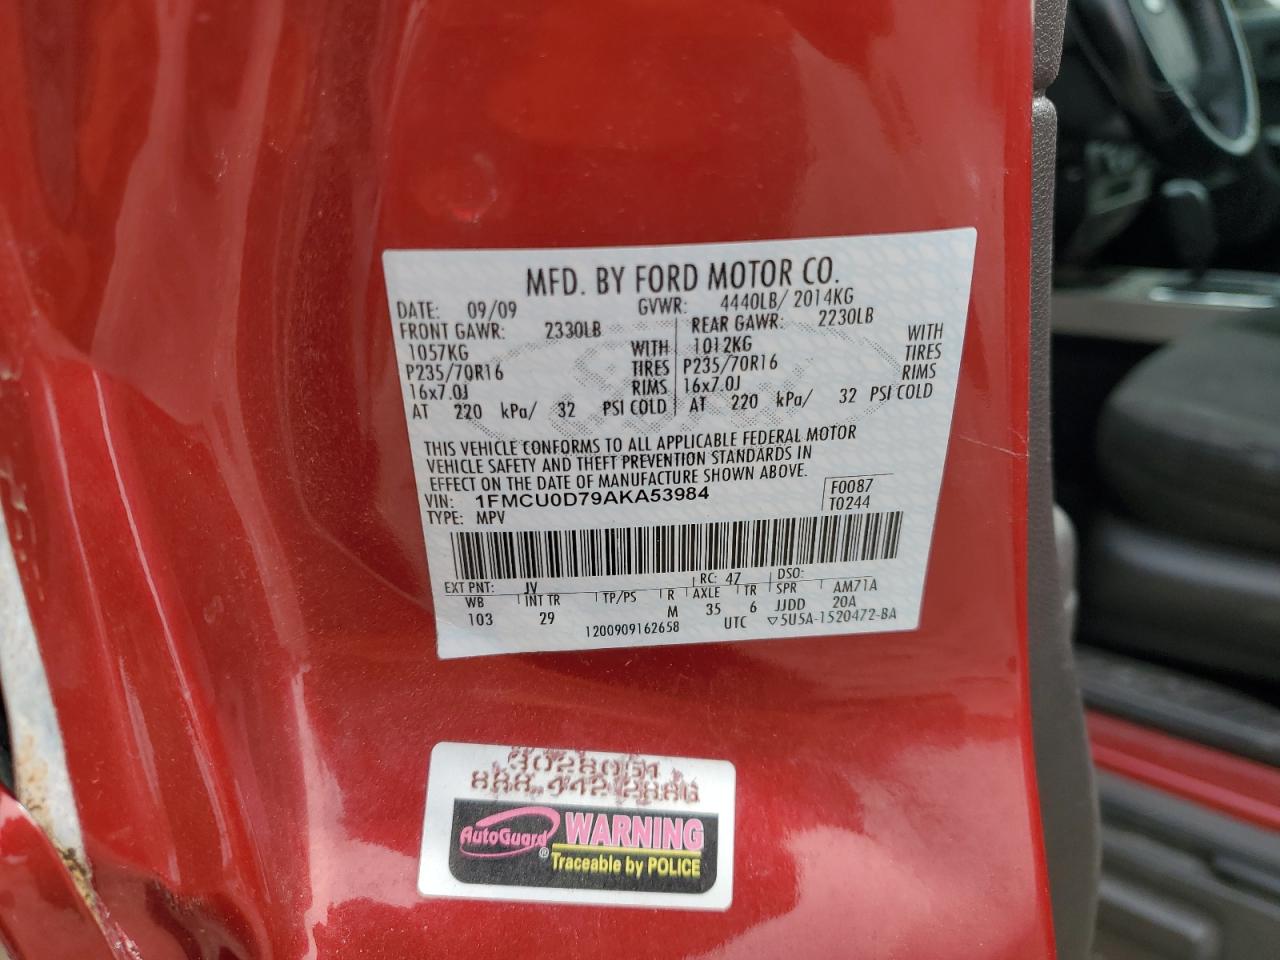 MFD. BY FORD MOTOR CO.
DATE: 09/09 GVWR: 4440LB/ 2014KG
FRONT GAWR: 2330LB REAR GAWR: 2230LB
1057KG WITH 1012KG WITH
P235/70R16 TIRES P235/70R16 TIRES
16x7.0J RIMS 16x7.0J RIMS
AT 220 kPa/ 32 PSI COLD AT 220 kPa/ 32 PSI COLD
THIS VEHICLE CONFORMS TO ALL APPLICABLE FEDERAL MOTOR
VEHICLE SAFETY AND THEFT PREVENTION STANDARDS IN
EFFECT ON THE DATE OF MANUFACTURE SHOWN ABOVE.
VIN: 1FMCU0D79AKA53984 F0087
TYPE: MPV T0244
EXT PNT: JV RC: 47 DSO:
WB INT TR TP/PS R AXLE TR SPR AM71A
103 29 M 35 6 JJDD 20A
1200909162658 UTC ▽5U5A-1520472-BA
888.442.2886
AutoGuard® WARNING
Traceable by POLICE